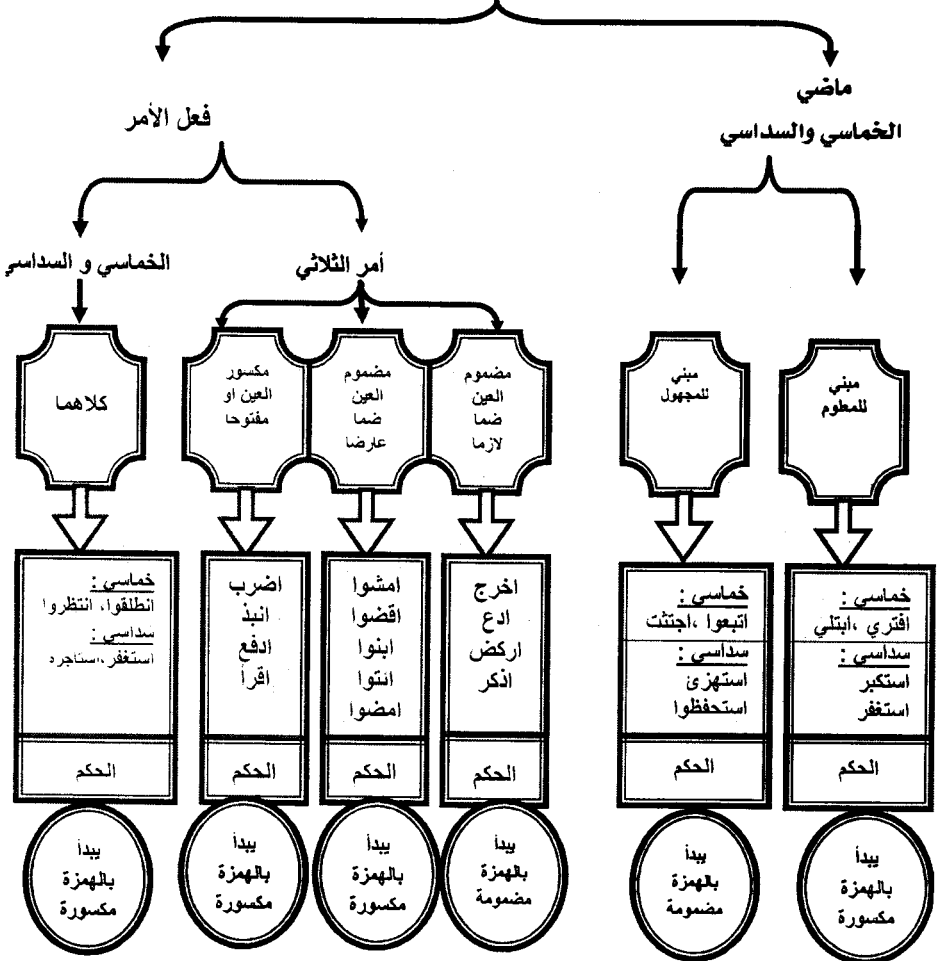 ماضي
الخماسي والسداسي
فعل الأمر
أمر الثلاثي
الخماسي و السداسي
مبني
للمعلوم
مبني
للمجهول
مضموم
العين
ضما
لازما
مضموم
العين
ضما
عارضا
مكسور
العين او
مفتوحا
كلاهما
خماسي :
افتري ،ابتلي
سداسي :
استكبر
استغفر
خماسي :
اتبعوا ،اجتثت
سداسي :
استهزئ
استحفظوا
اخرج
ادع
اركض
اذكر
امشوا
اقضوا
ابنوا
ائتوا
امضوا
اضرب
انبذ
ادفع
اقرأ
خماسي :
انطلقوا، انتظروا
سداسي :
استغفر ،استاجره
الحكم
الحكم
الحكم
الحكم
الحكم
الحكم
يبدأ
بالهمزة
مكسورة
يبدأ
بالهمزة
مضمومة
يبدأ
بالهمزة
مضمومة
يبدأ
بالهمزة
مكسورة
يبدأ
بالهمزة
مكسورة
يبدأ
بالهمزة
مكسورة